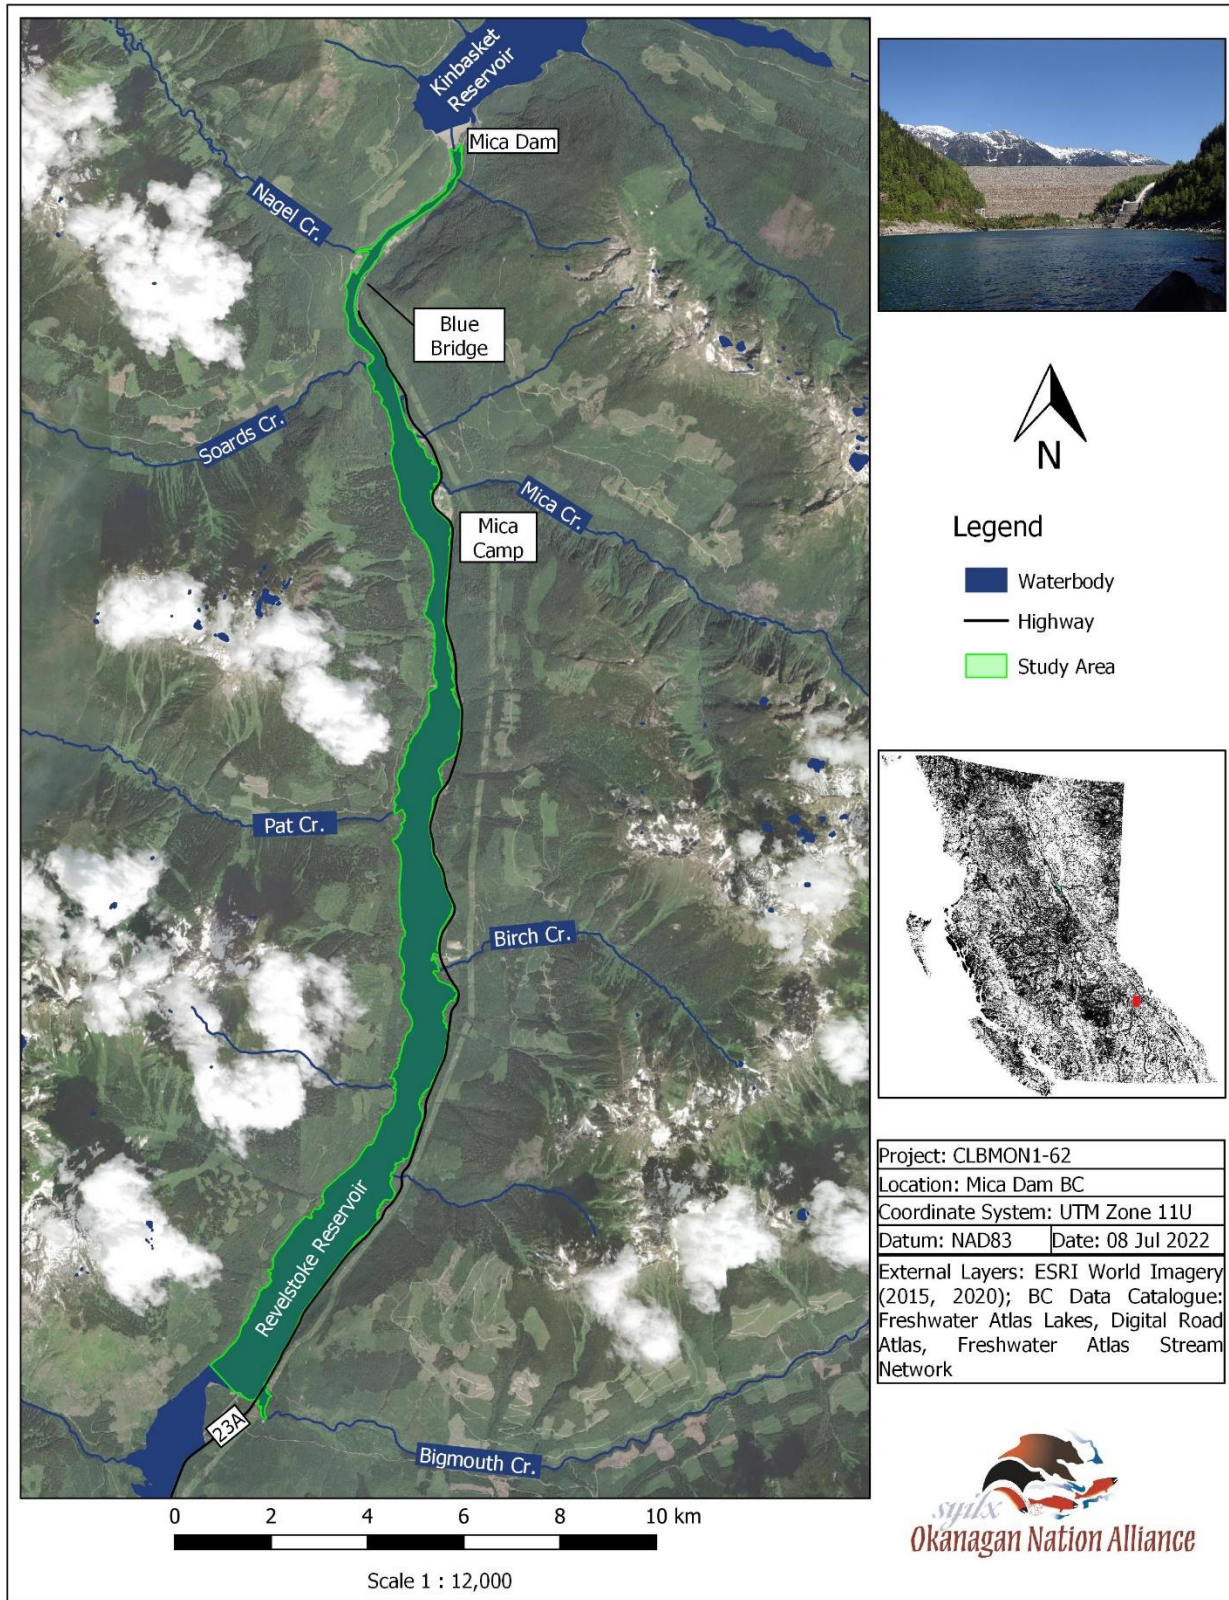 Kinbasket
Reservoir
Mica Dam
Nagel Cr.
Blue
Bridge
Soards Cr.
Mica Cr.
Mica
Camp
Pat Cr.
Birch Cr.
Revelstoke Reservoir
23A
Bigmouth Cr.
0 2 4 6 8 10 km
Scale 1 : 12,000
N
Legend
Waterbody
Highway
Study Area
Project: CLBMON1-62
Location: Mica Dam BC
Coordinate System: UTM Zone 11U
Datum: NAD83 Date: 08 Jul 2022
External Layers: ESRI World Imagery
(2015, 2020); BC Data Catalogue:
Freshwater Atlas Lakes, Digital Road
Atlas, Freshwater Atlas Stream
Network
syilx
Okanagan Nation Alliance